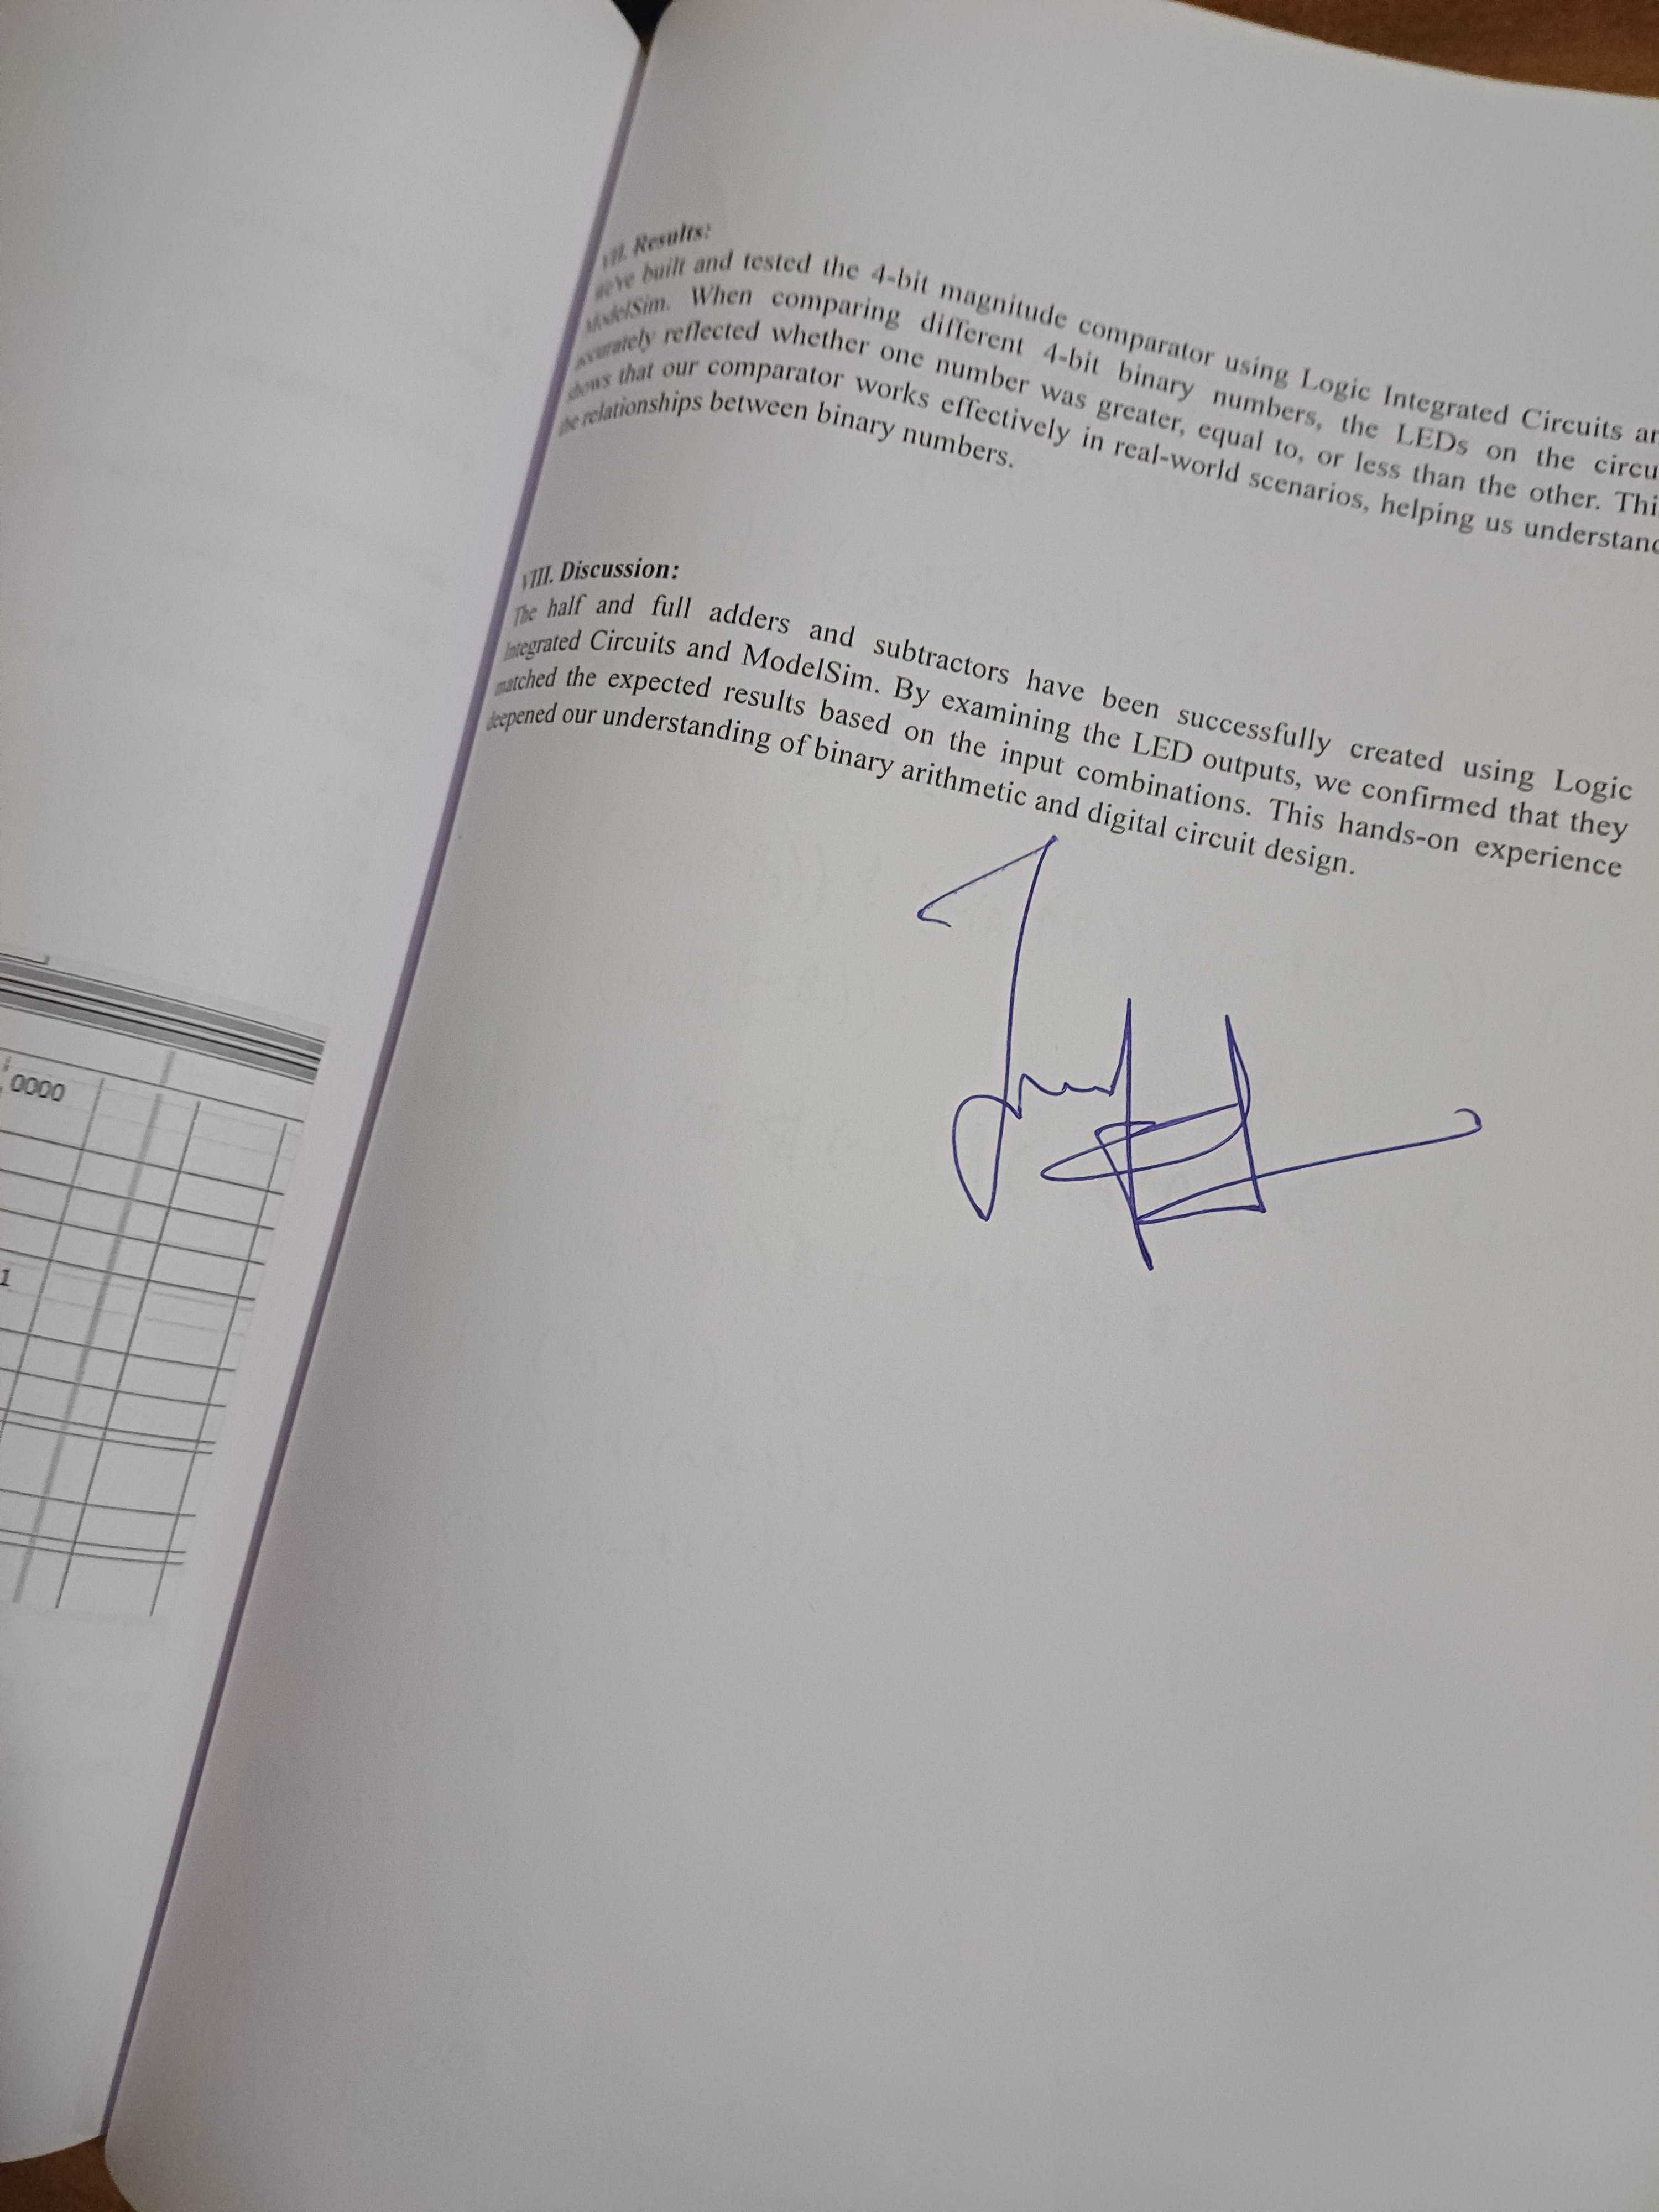 0000
1
VII. Results:
We've built and tested the 4-bit magnitude comparator using Logic Integrated Circuits
ModelSim. When comparing different 4-bit binary numbers, the LEDs on the
accurately reflected whether one number was greater, equal to, or less than the other.
shows that our comparator works effectively in real-world scenarios, helping us
the relationships between binary numbers.
VIII. Discussion:
The half and full adders and subtractors have been successfully created using Logic
Integrated Circuits and ModelSim. By examining the LED outputs, we confirmed that they
matched the expected results based on the input combinations. This hands-on experience
deepened our understanding of binary arithmetic and digital circuit design.